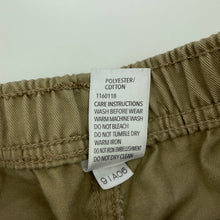 POLYESTER/
COTTON
T160118
CARE INSTRUCTIONS
WASH BEFORE WEAR
WARM MACHINE WASH
DO NOT BLEACH
DO NOT TUMBLE DRY
WARM IRON
DO NOT IRON EMBELLISHMENT
DO NOT DRY CLEAN